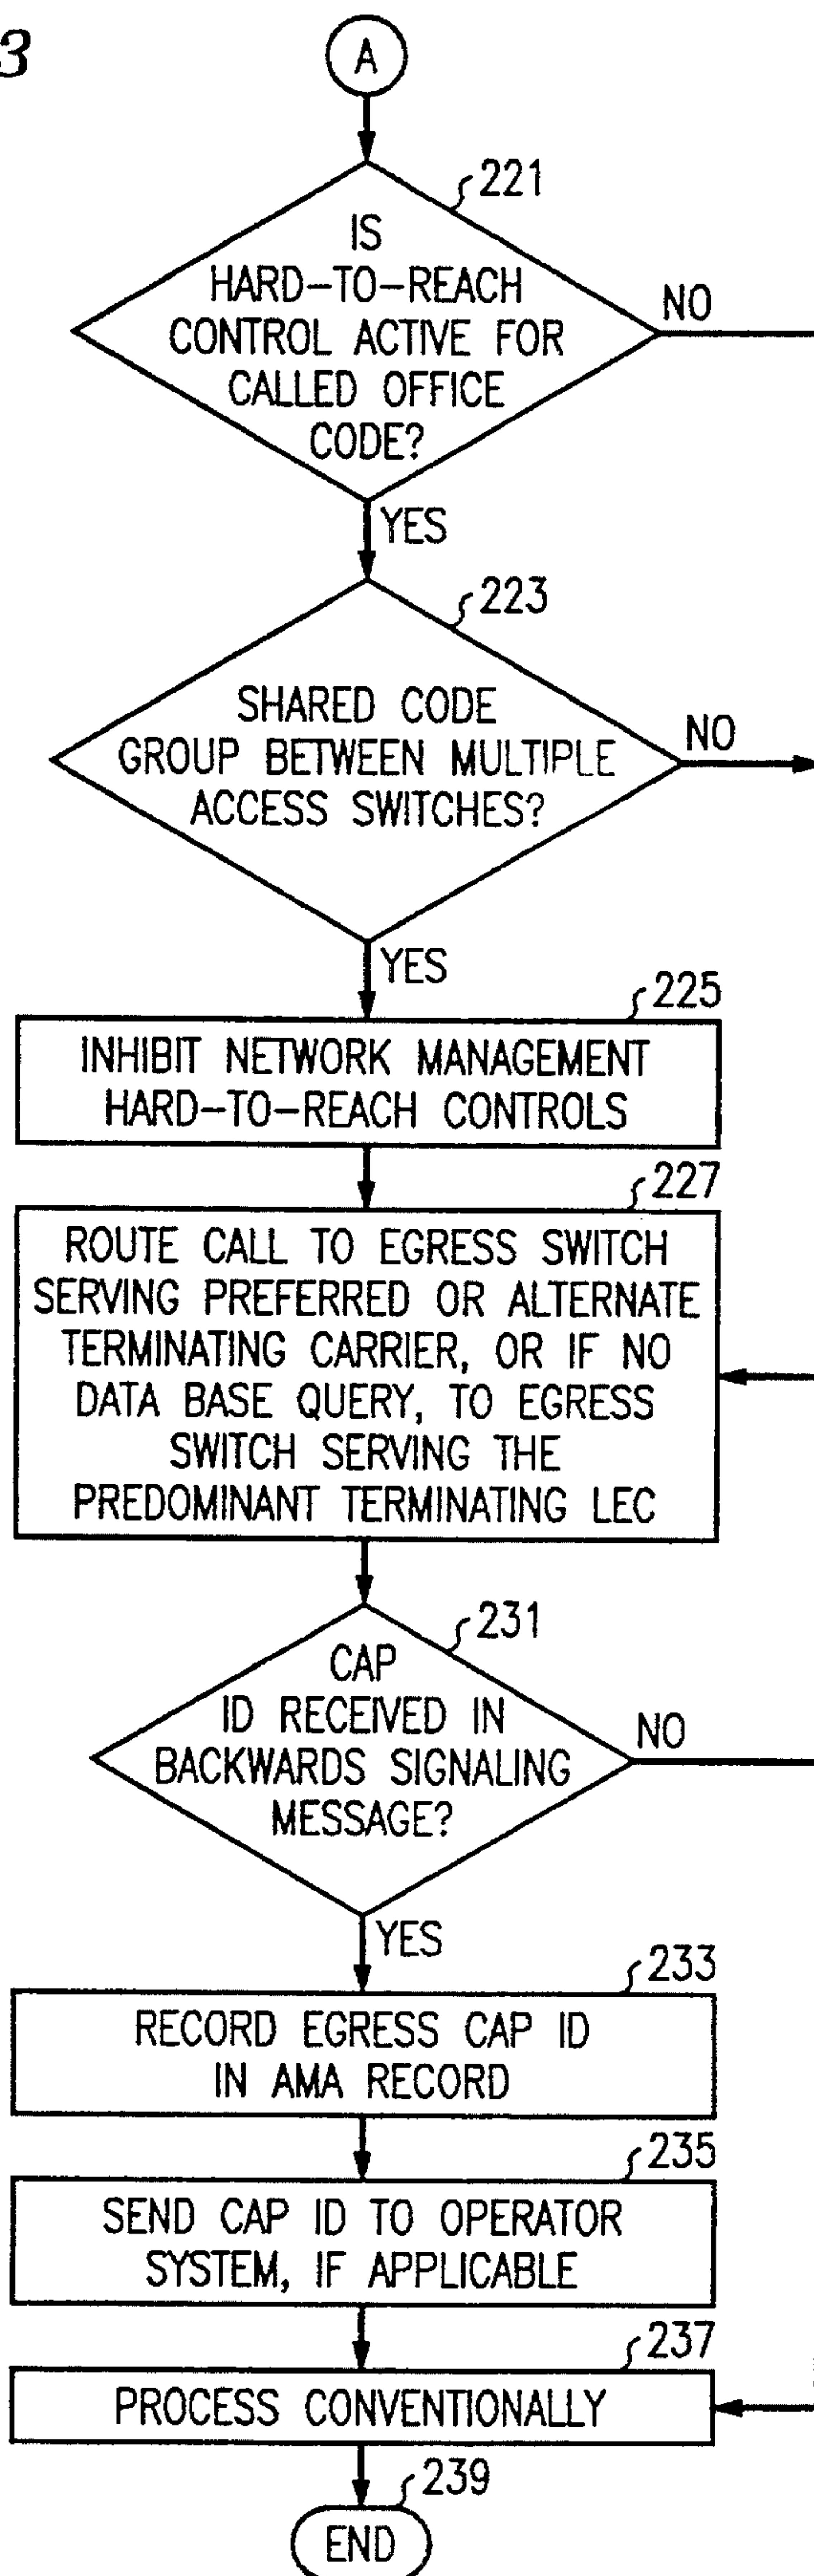 3
A
221
IS
HARD-TO-REACH
CONTROL ACTIVE FOR
CALLED OFFICE
CODE?
NO
YES
223
SHARED CODE
GROUP BETWEEN MULTIPLE
ACCESS SWITCHES?
NO
YES
225
INHIBIT NETWORK MANAGEMENT
HARD-TO-REACH CONTROLS
227
ROUTE CALL TO EGRESS SWITCH
SERVING PREFERRED OR ALTERNATE
TERMINATING CARRIER, OR IF NO
DATA BASE QUERY, TO EGRESS
SWITCH SERVING THE
PREDOMINANT TERMINATING LEC
231
CAP
ID RECEIVED IN
BACKWARDS SIGNALING
MESSAGE?
NO
YES
233
RECORD EGRESS CAP ID
IN AMA RECORD
235
SEND CAP ID TO OPERATOR
SYSTEM, IF APPLICABLE
237
PROCESS CONVENTIONALLY
239
END